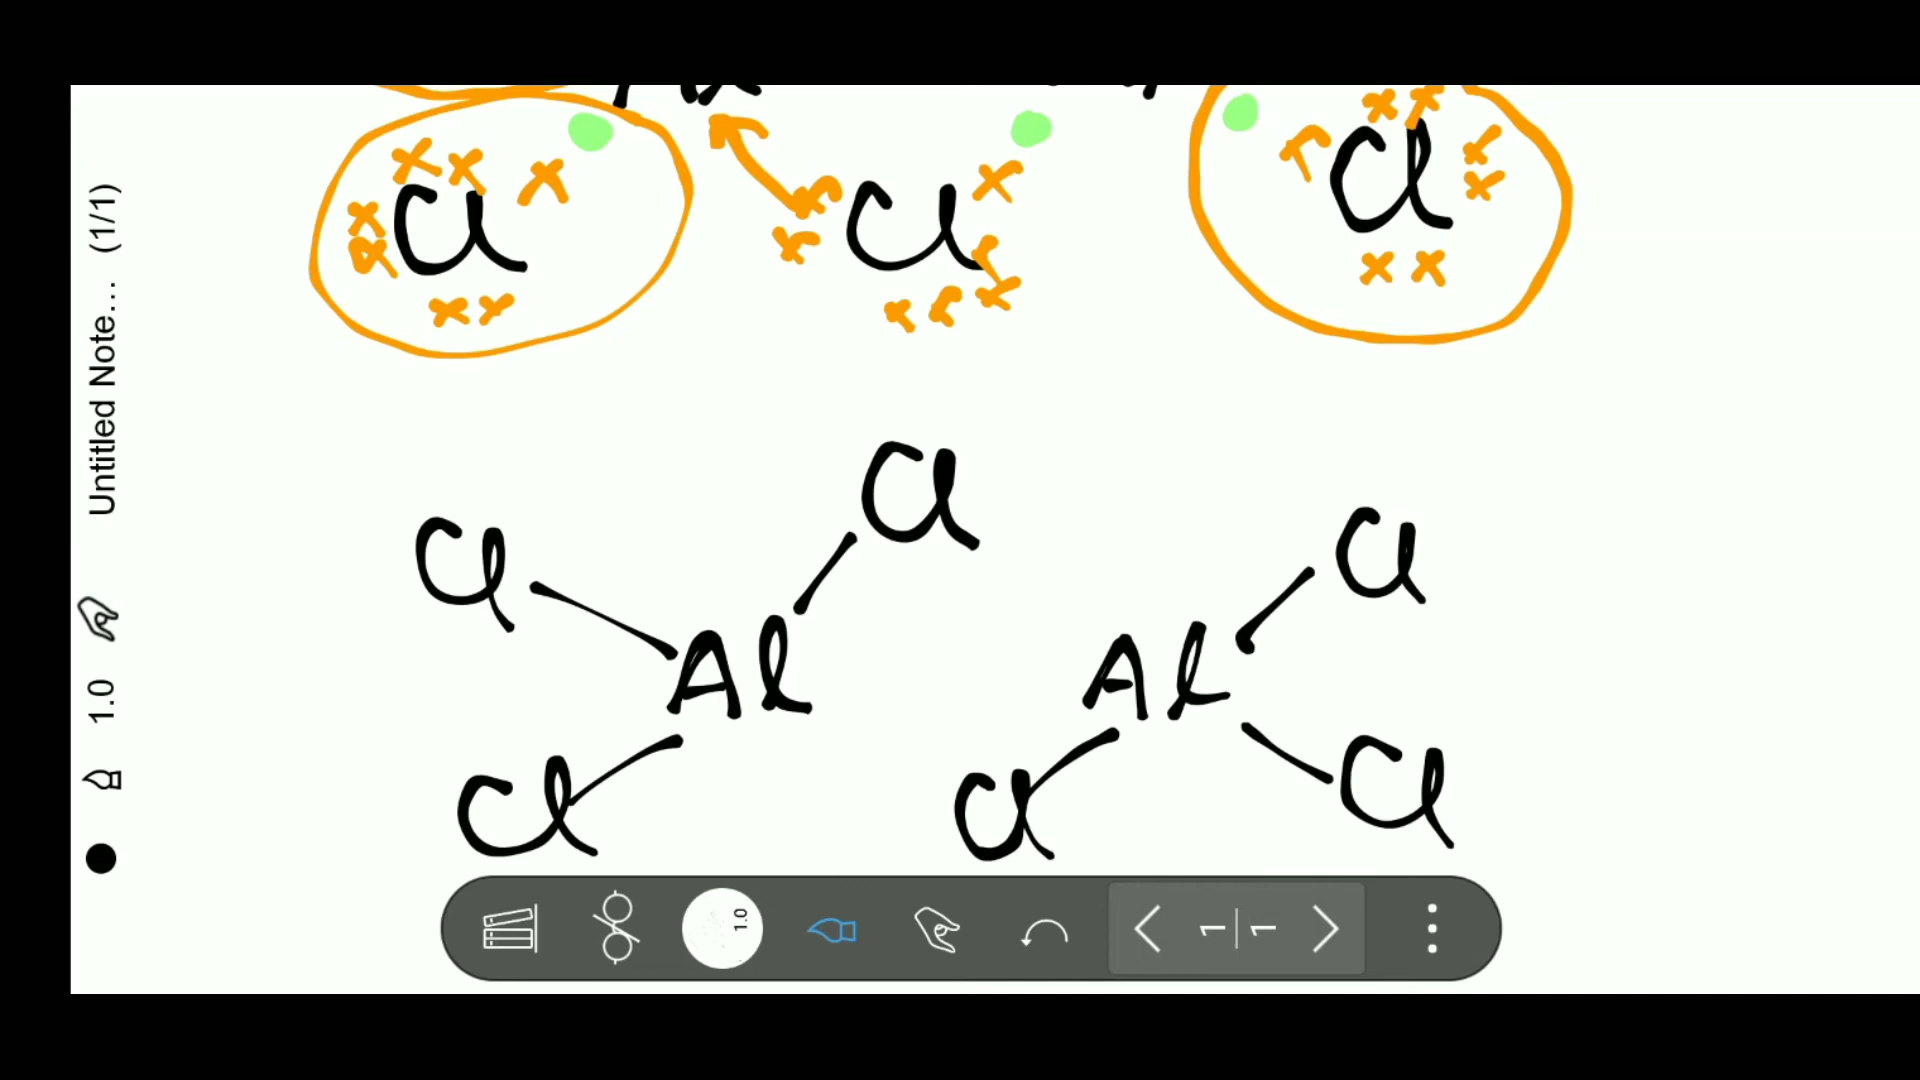 Cl Cl Cl
Cl Cl Cl
Al Al
Cl Cl Cl
Untitled Note... (1/1)
1.0
1.0
1 | 1